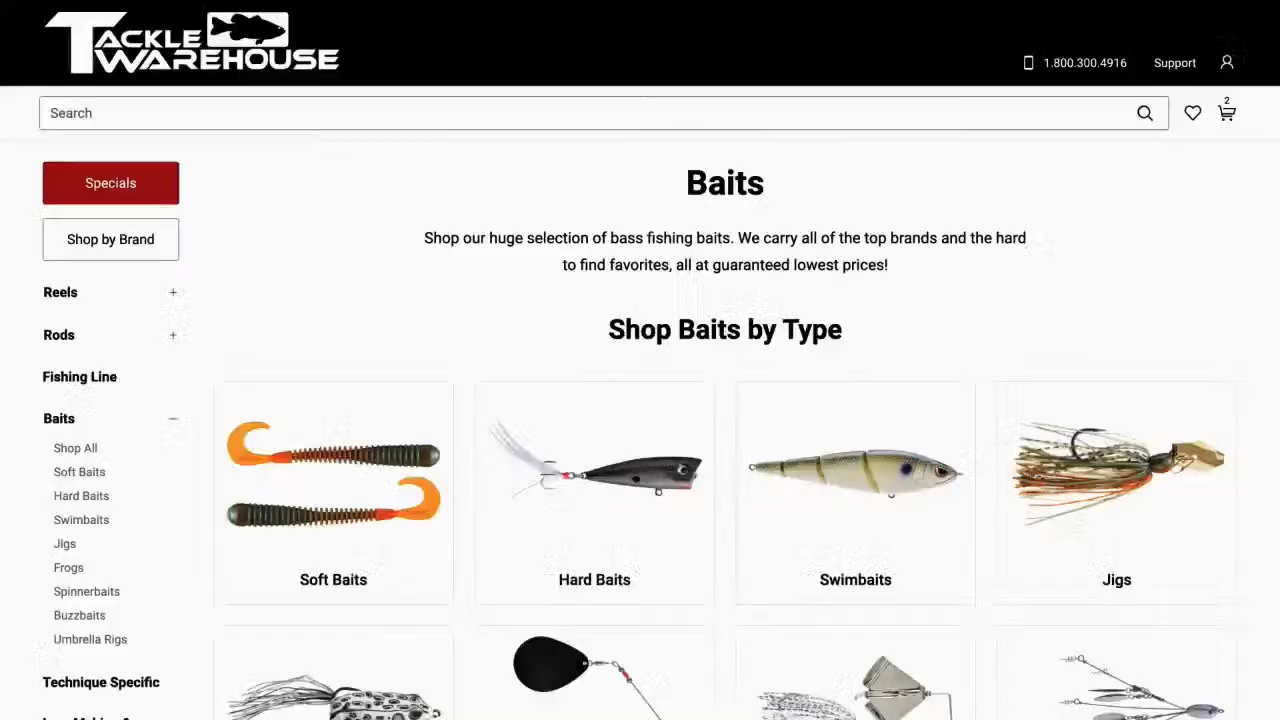 TACKLE
WAREHOUSE
1.800.300.4916
Support
Search
2
Specials
Shop by Brand
Reels
+
Rods
+
Fishing Line
Baits
−
Shop All
Soft Baits
Hard Baits
Swimbaits
Jigs
Frogs
Spinnerbaits
Buzzbaits
Umbrella Rigs
Technique Specific
Baits
Shop our huge selection of bass fishing baits. We carry all of the top brands and the hard
to find favorites, all at guaranteed lowest prices!
Shop Baits by Type
Soft Baits
Hard Baits
Swimbaits
Jigs